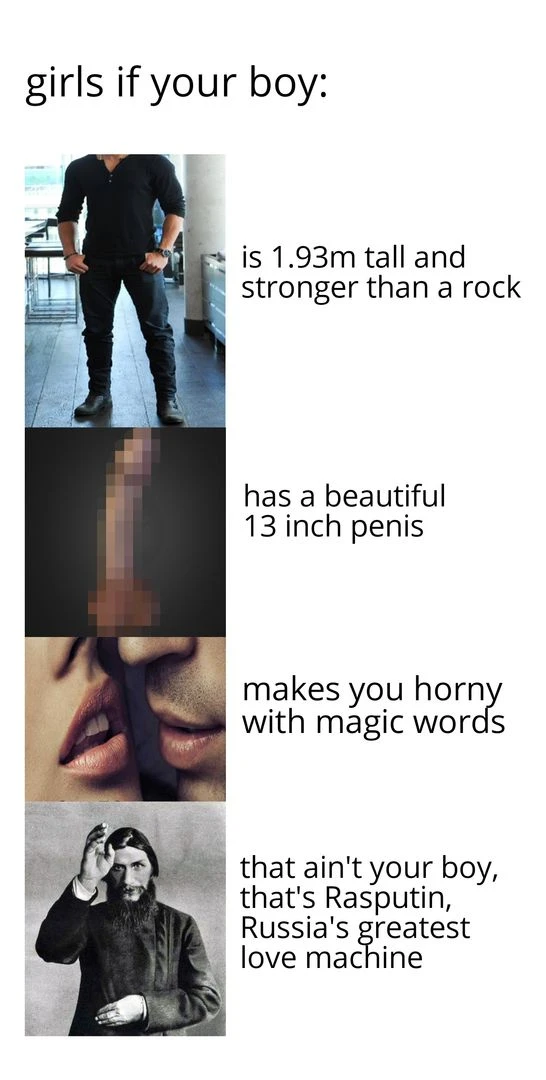 girls if your boy:
is 1.93m tall and
stronger than a rock
has a beautiful
13 inch penis
makes you horny
with magic words
that ain't your boy,
that's Rasputin,
Russia's greatest
love machine